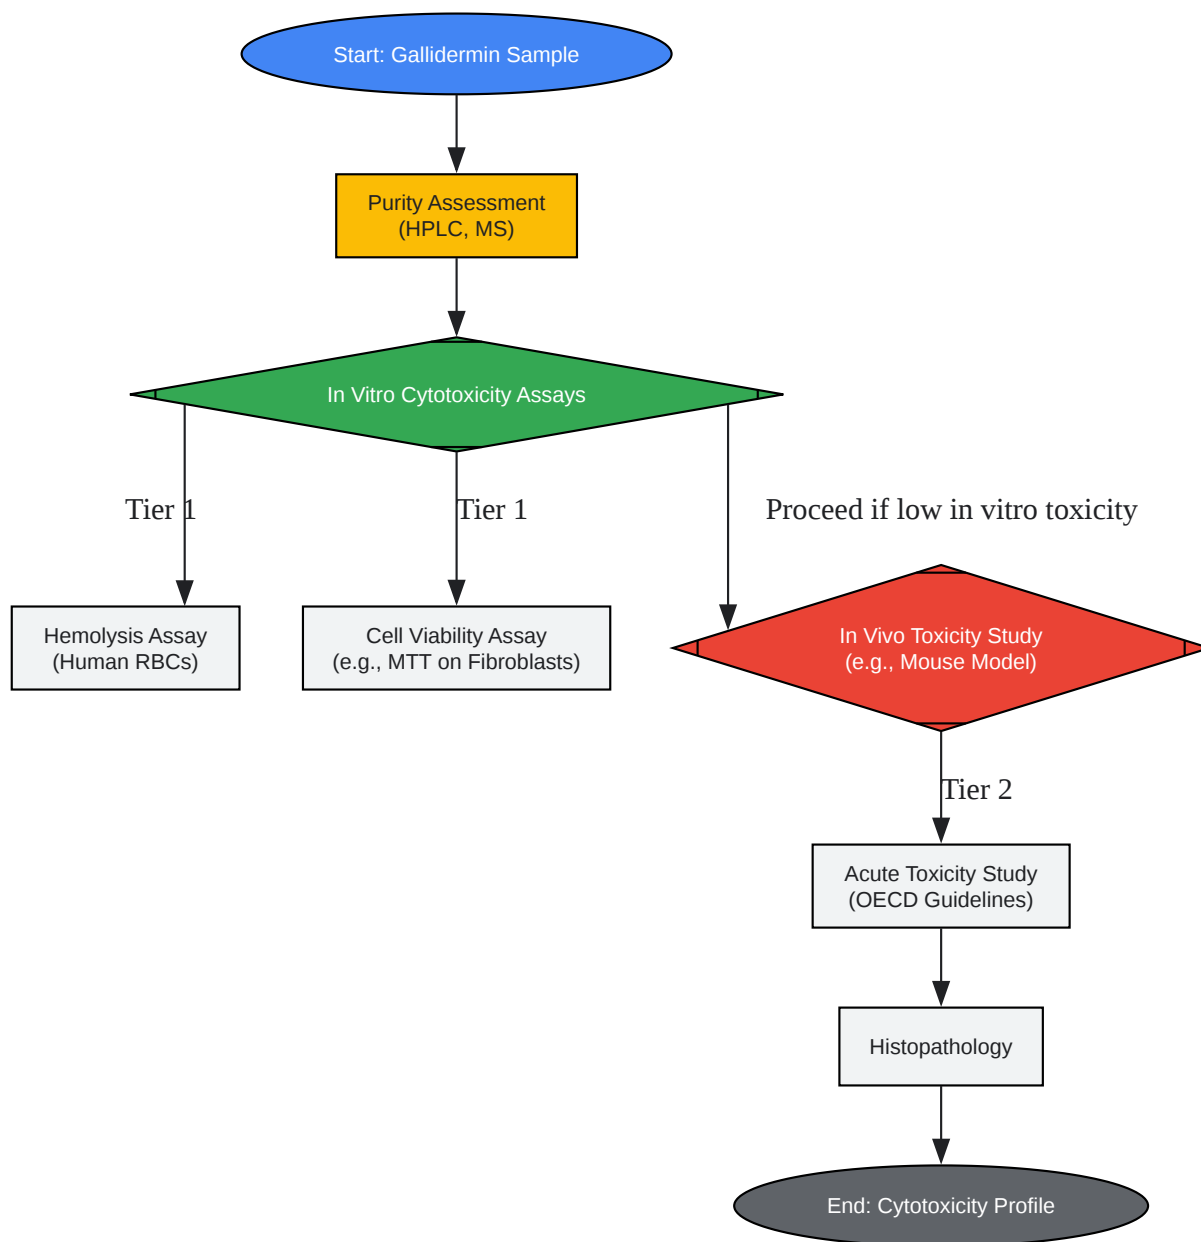 Start: Gallidermin Sample
Purity Assessment
(HPLC, MS)
In Vitro Cytotoxicity Assays
Tier 1
Tier 1
Proceed if low in vitro toxicity
Hemolysis Assay
(Human RBCs)
Cell Viability Assay
(e.g., MTT on Fibroblasts)
In Vivo Toxicity Study
(e.g., Mouse Model)
Tier 2
Acute Toxicity Study
(OECD Guidelines)
Histopathology
End: Cytotoxicity Profile